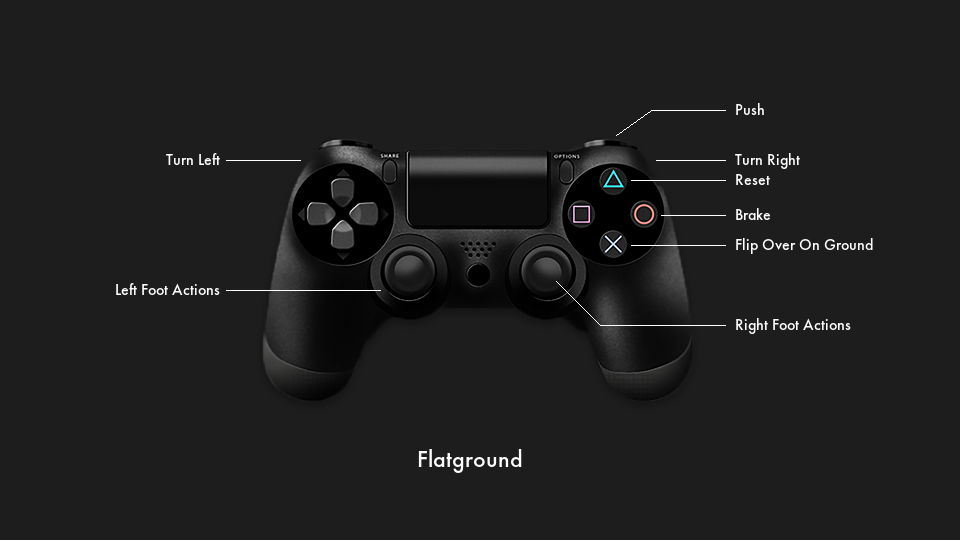 Push
Turn Left
SHARE
OPTIONS
Turn Right
Reset
Brake
Flip Over On Ground
Left Foot Actions
Right Foot Actions
Flatground